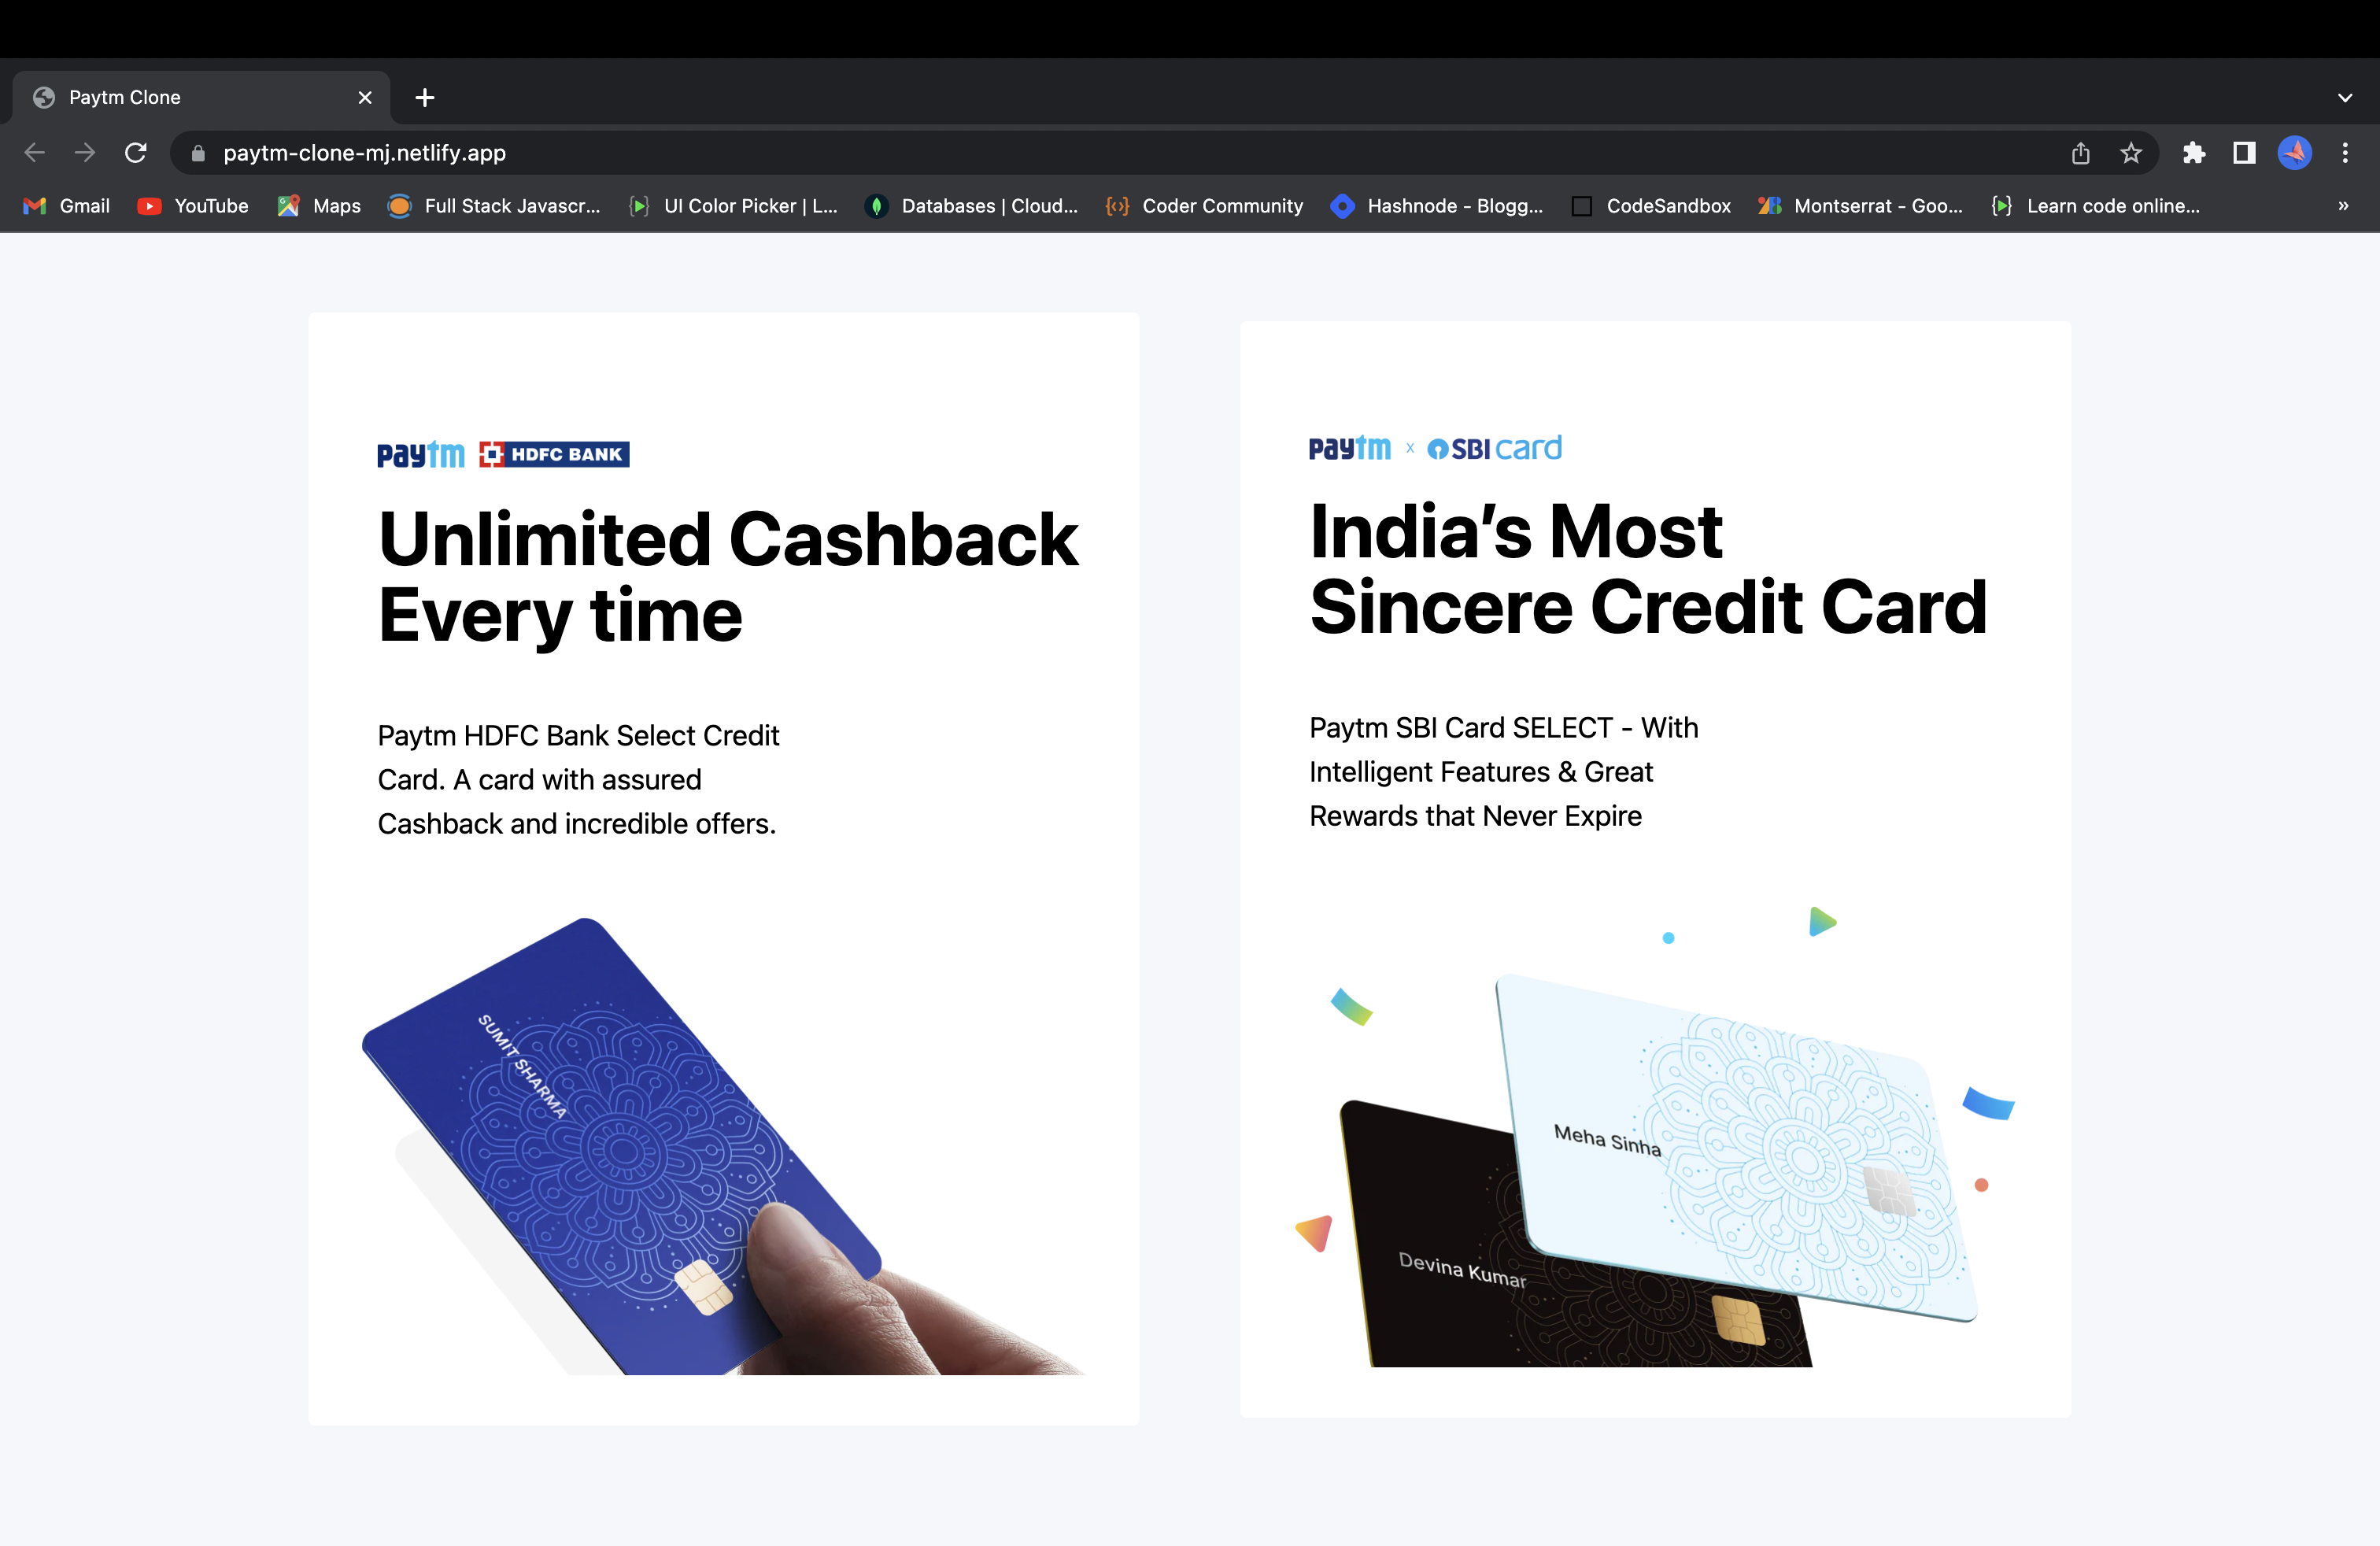 Paytm Clone
paytm-clone-mj.netlify.app
Gmail YouTube Maps Full Stack Javascr... UI Color Picker | L... Databases | Cloud... Coder Community Hashnode - Blogg... CodeSandbox Montserrat - Goo... Learn code online... »
paytm HDFC BANK
Unlimited Cashback
Every time
Paytm HDFC Bank Select Credit
Card. A card with assured
Cashback and incredible offers.
SUMIT SHARMA
paytm x SBI card
India’s Most
Sincere Credit Card
Paytm SBI Card SELECT - With
Intelligent Features & Great
Rewards that Never Expire
Meha Sinha
Devina Kumar